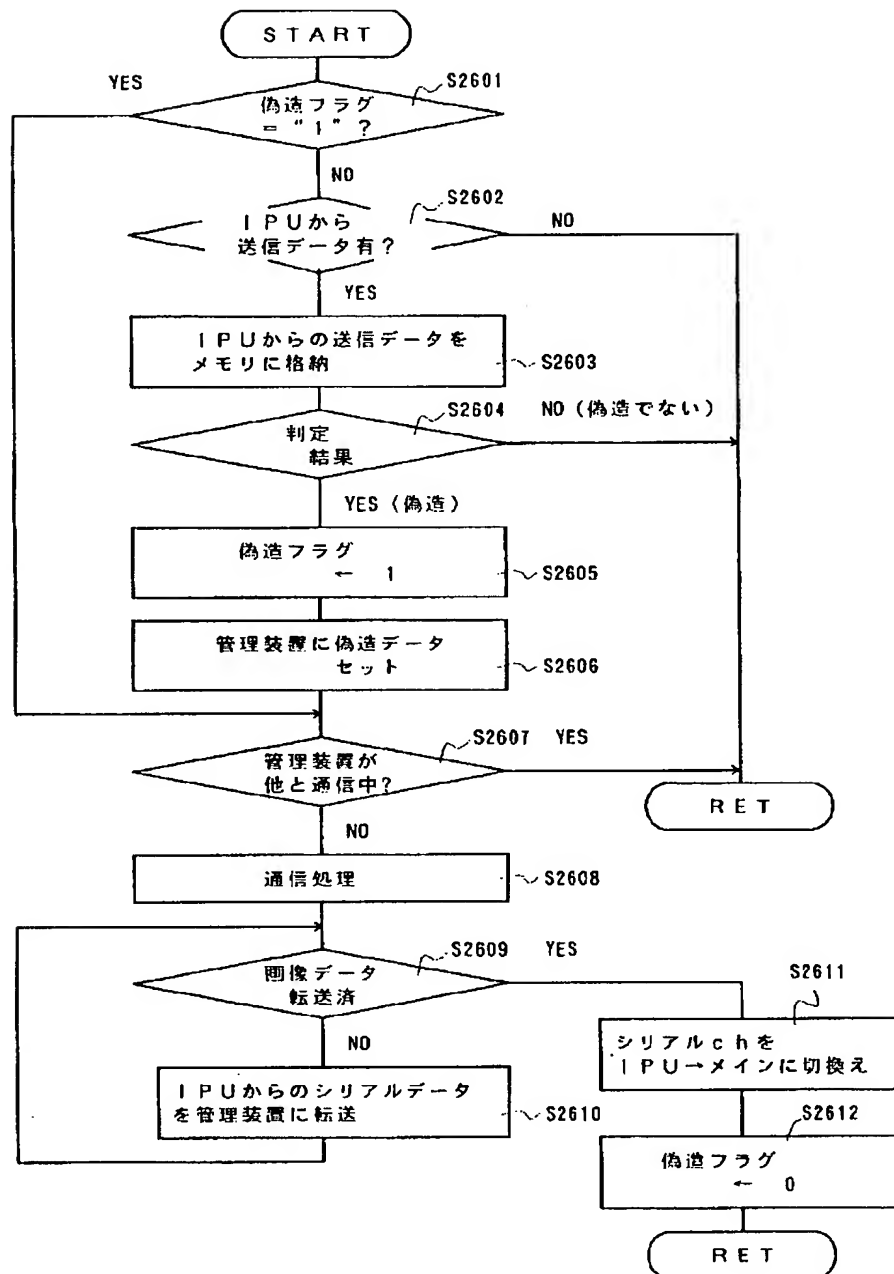 START
YES
S2601
偽造フラグ
= "1" ?
NO
S2602
IPUから
送信データ有?
NO
YES
IPUからの送信データを
メモリに格納
S2603
S2604
NO (偽造でない)
判定
結果
YES (偽造)
偽造フラグ
← 1
S2605
管理装置に偽造データ
セット
S2606
S2607
YES
管理装置が
他と通信中?
RET
NO
通信処理
S2608
S2609
YES
画像データ
転送済
S2611
シリアルchを
IPU→メインに切換え
NO
IPUからのシリアルデータ
を管理装置に転送
S2610
S2612
偽造フラグ
← 0
RET